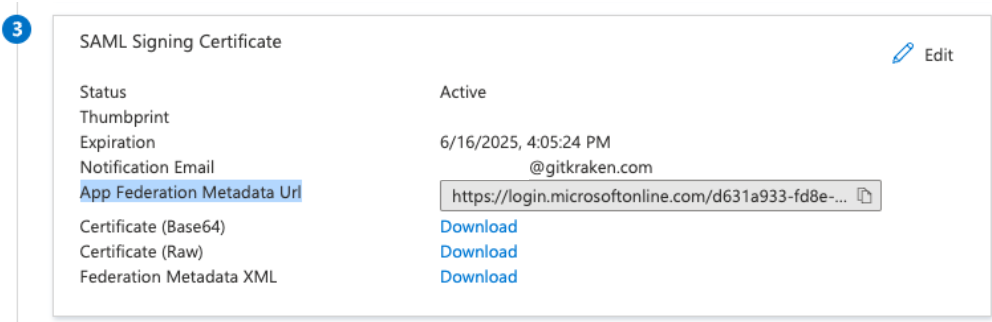 3
SAML Signing Certificate
Edit
Status Active
Thumbprint
Expiration 6/16/2025, 4:05:24 PM
Notification Email @gitkraken.com
App Federation Metadata Url https://login.microsoftonline.com/d631a933-fd8e-...
Certificate (Base64) Download
Certificate (Raw) Download
Federation Metadata XML Download